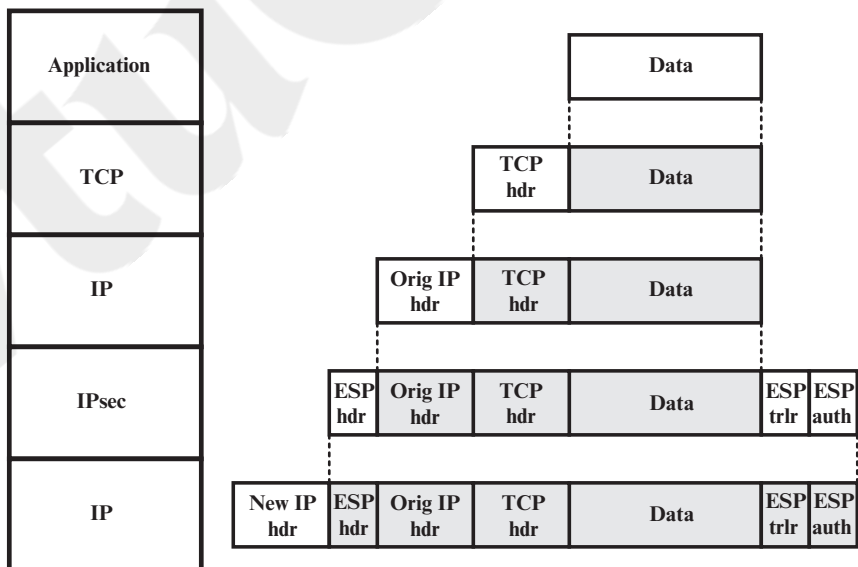 Application
Data
TCP
TCP
hdr
Data
IP
Orig IP
hdr
TCP
hdr
Data
IPsec
ESP
hdr
Orig IP
hdr
TCP
hdr
Data
ESP
trlr
ESP
auth
IP
New IP
hdr
ESP
hdr
Orig IP
hdr
TCP
hdr
Data
ESP
trlr
ESP
auth